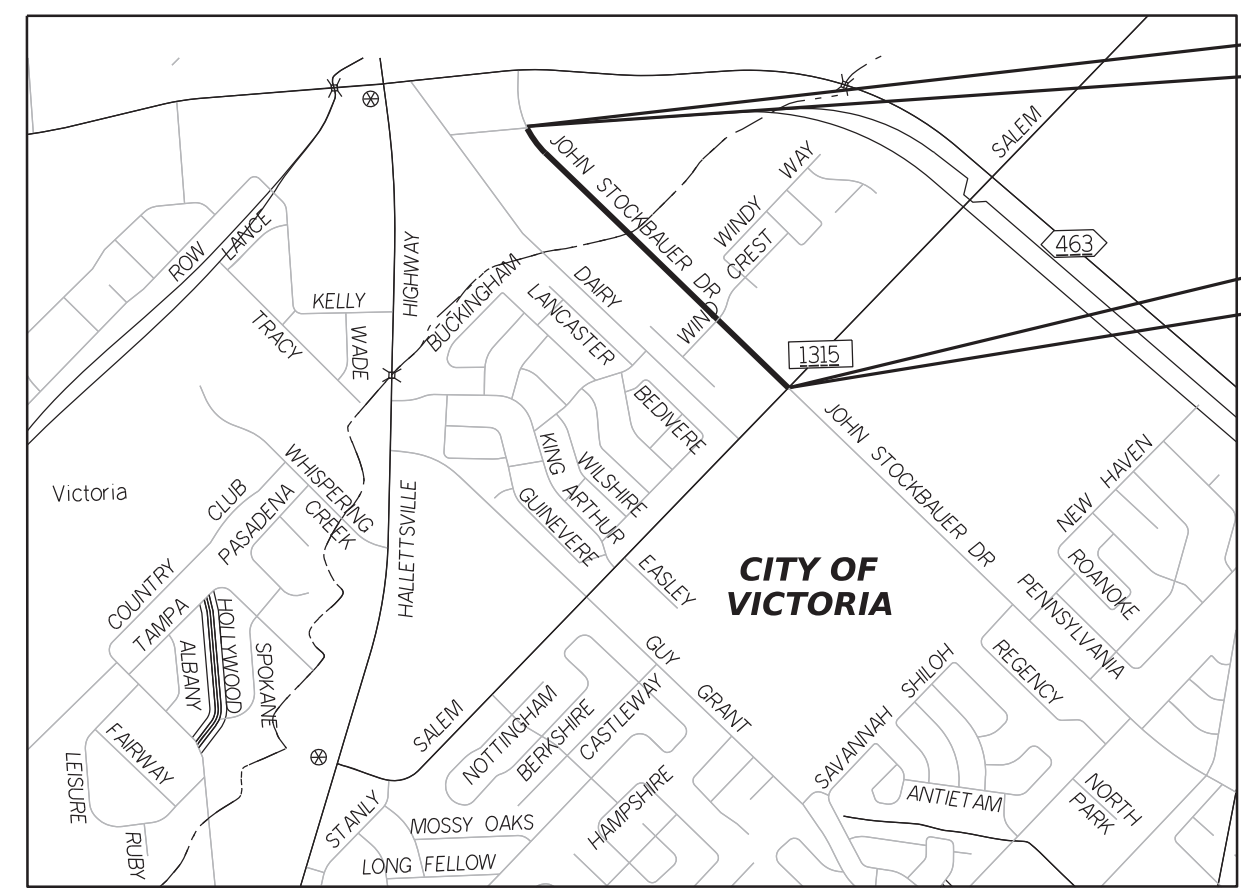 SALEM
JOHN STOCKBAUER DR
WINDY WAY
WIND CREST
463
1315
ROW
LANCE
HIGHWAY
KELLY
TRACY
WADE
BUCKINGHAM
DAIRY
LANCASTER
BEDIVERE
JOHN STOCKBAUER DR
NEW HAVEN
Victoria
CLUB
COUNTRY
PASADENA
WHISPERING
CREEK
HALLETTSVILLE
KING ARTHUR
WILSHIRE
GUINEVERE
EASLEY
CITY OF
VICTORIA
ROANOKE
PENNSYLVANIA
TAMPA
HOLLYWOOD
ALBANY
SPOKANE
GUY GRANT
SHILOH
REGENCY
FAIRWAY
LEISURE
SALEM
NOTTINGHAM
BERKSHIRE
CASTLEWAY
SAVANNAH
ANTIETAM
NORTH
PARK
HAMPSHIRE
STANLY
MOSSY OAKS
LONG FELLOW
RUBY